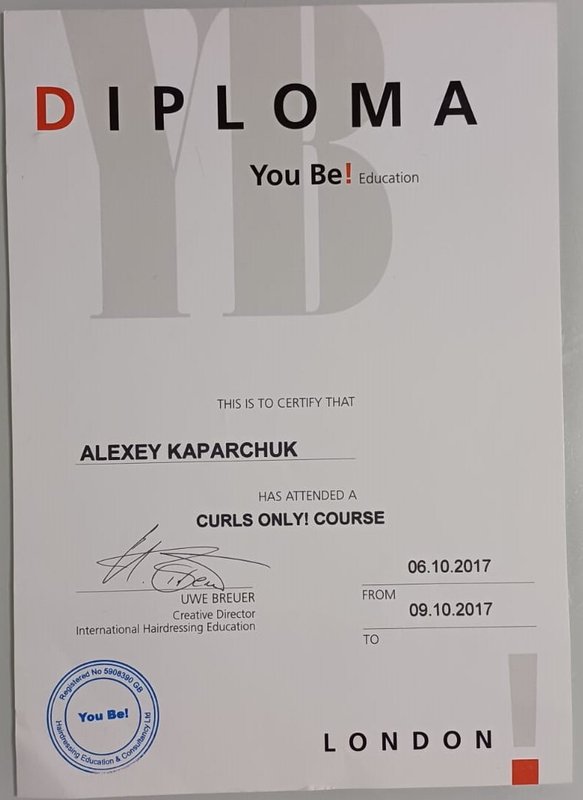 YB
DIPLOMA
You Be! Education
THIS IS TO CERTIFY THAT
ALEXEY KAPARCHUK
HAS ATTENDED A
CURLS ONLY! COURSE
06.10.2017
UWE BREUER
FROM
Creative Director
09.10.2017
International Hairdressing Education
TO
Registered No 5908390 GB
You Be!
Hairdressing Education & Consultancy Ltd
LONDON!